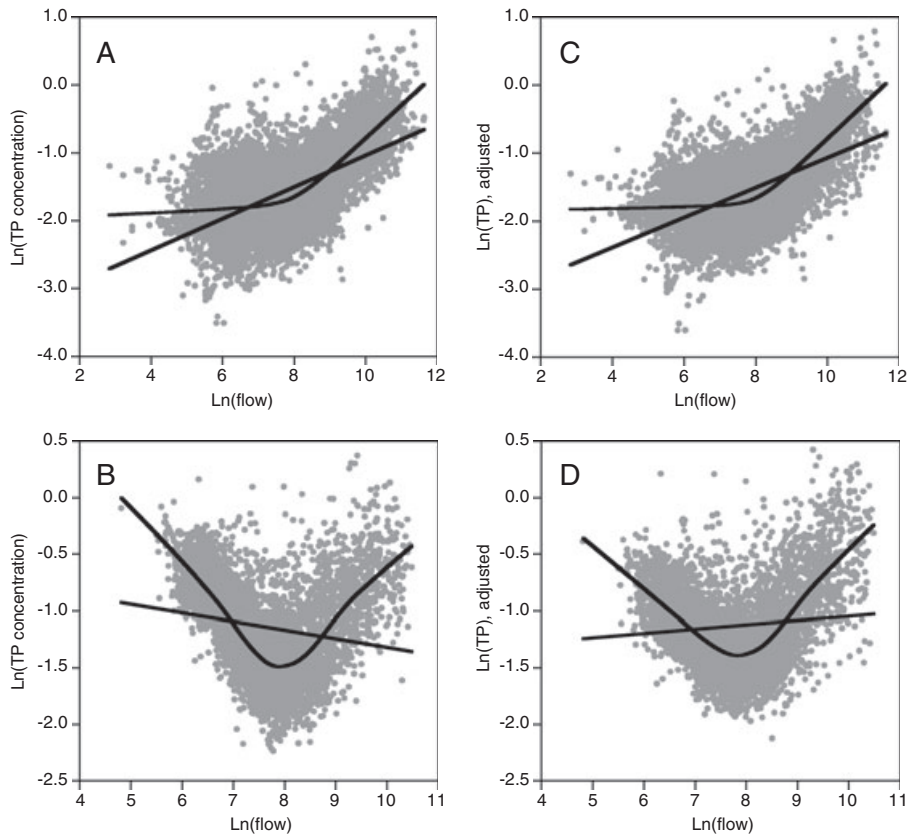 1.0
0.0
-1.0
-2.0
-3.0
-4.0
Ln(TP concentration)
A
2 4 6 8 10 12
Ln(flow)
1.0
0.0
-1.0
-2.0
-3.0
-4.0
Ln(TP), adjusted
C
2 4 6 8 10 12
Ln(flow)
0.5
0.0
-0.5
-1.0
-1.5
-2.0
-2.5
Ln(TP concentration)
B
4 5 6 7 8 9 10 11
Ln(flow)
0.5
0.0
-0.5
-1.0
-1.5
-2.0
-2.5
Ln(TP), adjusted
D
4 5 6 7 8 9 10 11
Ln(flow)